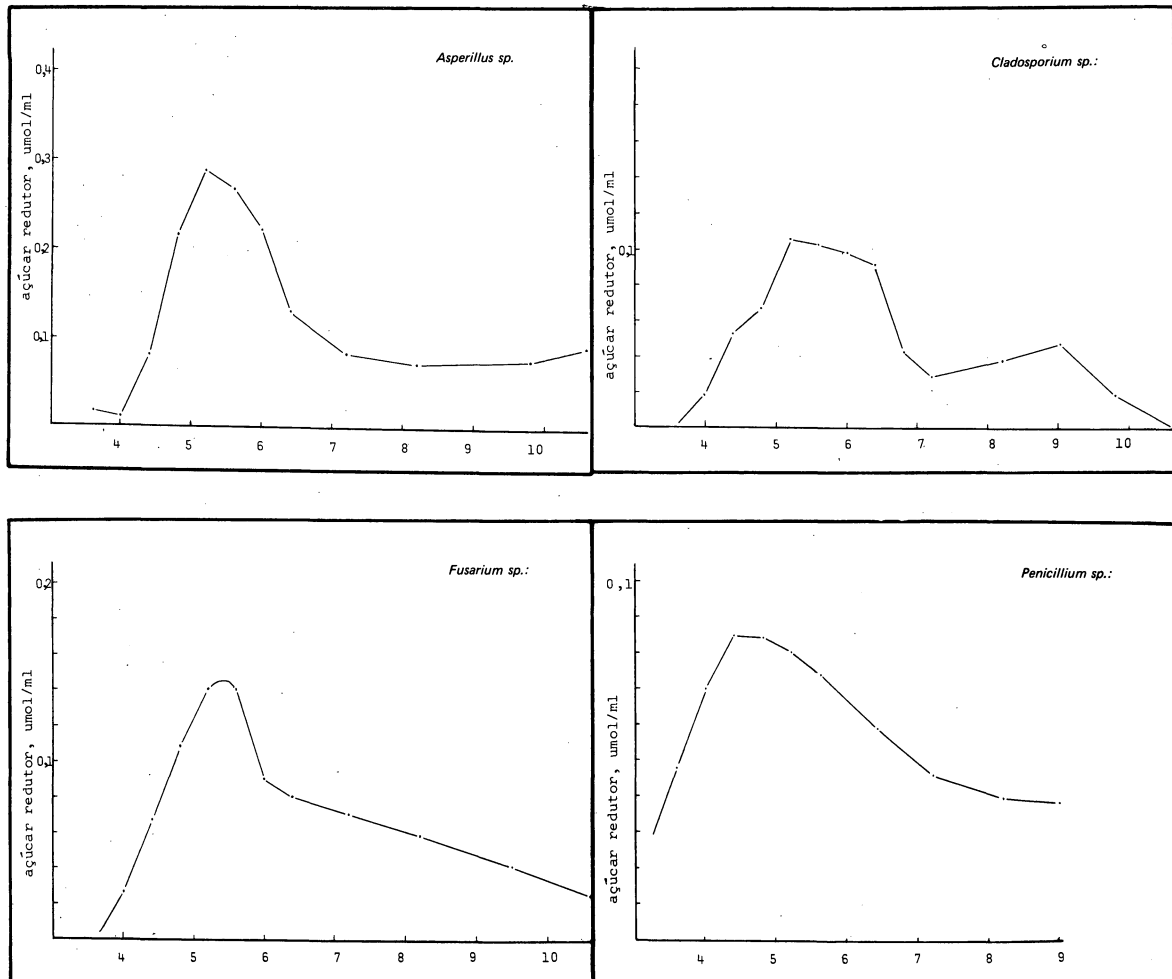 Asperillus sp.
açúcar redutor, umol/ml
0,4
0,3
0,2
0,1
4 5 6 7 8 9 10
Cladosporium sp.:
açúcar redutor, umol/ml
0,1
4 5 6 7 8 9 10
Fusarium sp.:
açúcar redutor, umol/ml
0,2
0,1
4 5 6 7 8 9 10
Penicillium sp.:
açúcar redutor, umol/ml
0,1
4 5 6 7 8 9